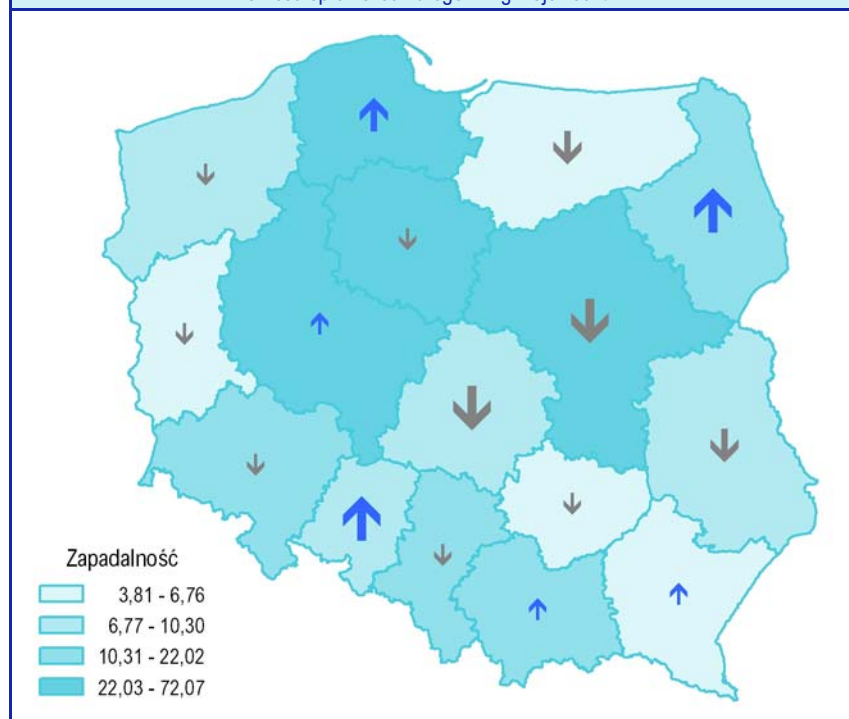 Zapadalność
3,81 - 6,76
6,77 - 10,30
10,31 - 22,02
22,03 - 72,07